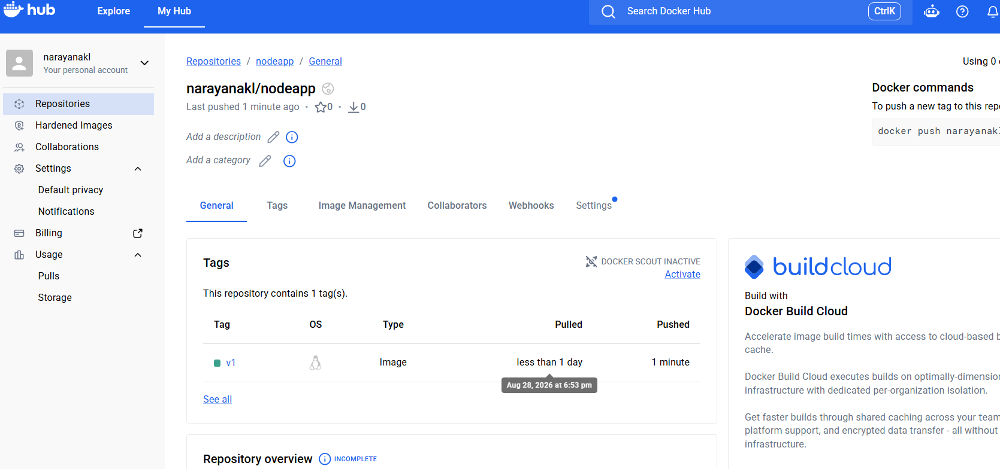 hub
Explore
My Hub
Search Docker Hub
CtrlK
narayanakl
Your personal account
Repositories
Hardened Images
Collaborations
Settings
Default privacy
Notifications
Billing
Usage
Pulls
Storage
Repositories / nodeapp / General
Using 0
narayanakl/nodeapp
Last pushed 1 minute ago · 0 · 0
Add a description
Add a category
Docker commands
To push a new tag to this
docker push
General
Tags
Image Management
Collaborators
Webhooks
Settings
Tags
DOCKER SCOUT INACTIVE
Activate
This repository contains 1 tag(s).
Tag OS Type Pulled Pushed
v1 Image less than 1 day 1 minute
Aug 28, 2026 at 6:53 pm
See all
Repository overview
INCOMPLETE
buildcloud
Build with
Docker Build Cloud
Accelerate image build times with access to cloud-based
cache.
Docker Build Cloud executes builds on
infrastructure with dedicated per-organization isolation.
Get faster builds through shared caching across your
platform support, and encrypted data transfer - all without
infrastructure.